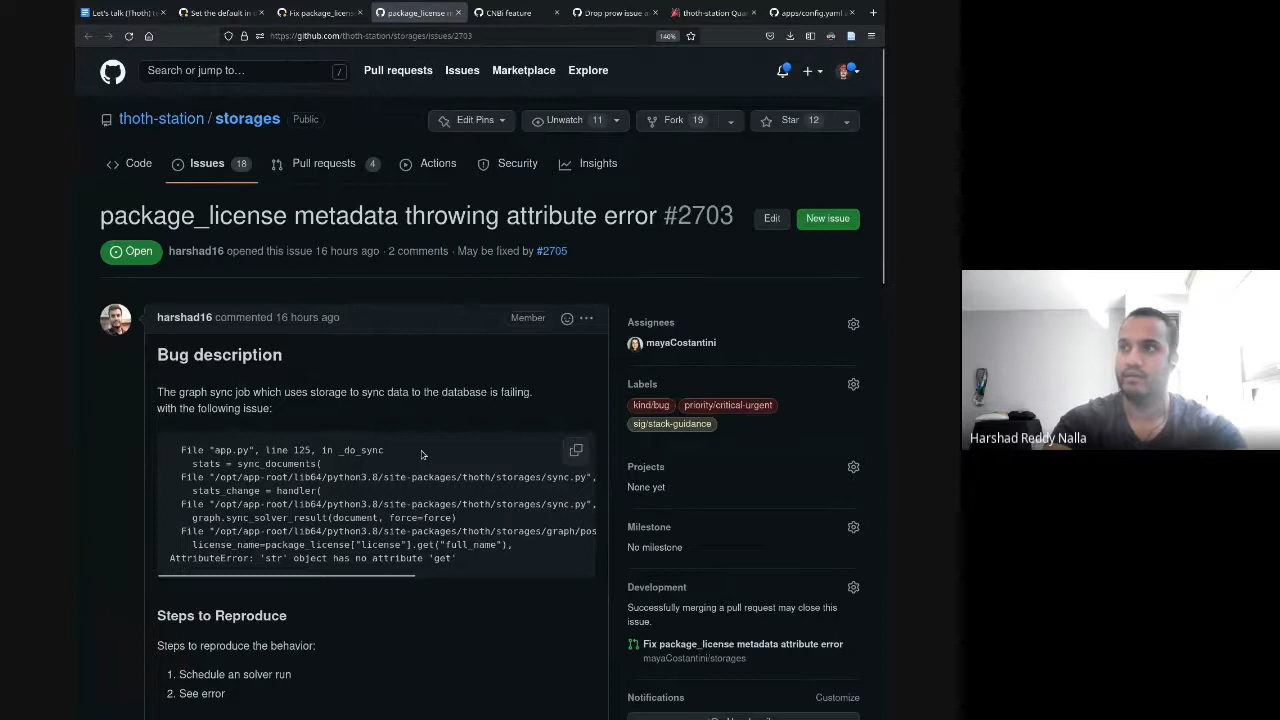 Let's talk (Thoth) t
Set the default in c
Fix package_licens
package_license m
CNBi feature
Drop prow issue a
thoth-station Qua
apps/config.yaml
https://github.com/thoth-station/storages/issues/2703
140%
Search or jump to…
/
Pull requests
Issues
Marketplace
Explore
thoth-station / storages
Public
Edit Pins
Unwatch 11
Fork 19
Star 12
Code
Issues 18
Pull requests 4
Actions
Security
Insights
package_license metadata throwing attribute error #2703
Edit
New issue
Open
harshad16 opened this issue 16 hours ago · 2 comments · May be fixed by #2705
harshad16 commented 16 hours ago
Member
Bug description
The graph sync job which uses storage to sync data to the database is failing.
with the following issue:
File "app.py", line 125, in _do_sync
stats = sync_documents(
File "/opt/app-root/lib64/python3.8/site-packages/thoth/storages/sync.py",
stats_change = handler(
File "/opt/app-root/lib64/python3.8/site-packages/thoth/storages/sync.py",
graph.sync_solver_result(document, force=force)
File "/opt/app-root/lib64/python3.8/site-packages/thoth/storages/graph/pos
license_name=package_license["license"].get("full_name"),
AttributeError: 'str' object has no attribute 'get'
Steps to Reproduce
Steps to reproduce the behavior:
1. Schedule an solver run
2. See error
Assignees
mayaCostantini
Labels
kind/bug
priority/critical-urgent
sig/stack-guidance
Projects
None yet
Milestone
No milestone
Development
Successfully merging a pull request may close this
issue.
Fix package_license metadata attribute error
mayaCostantini/storages
Notifications
Customize
Harshad Reddy Nalla